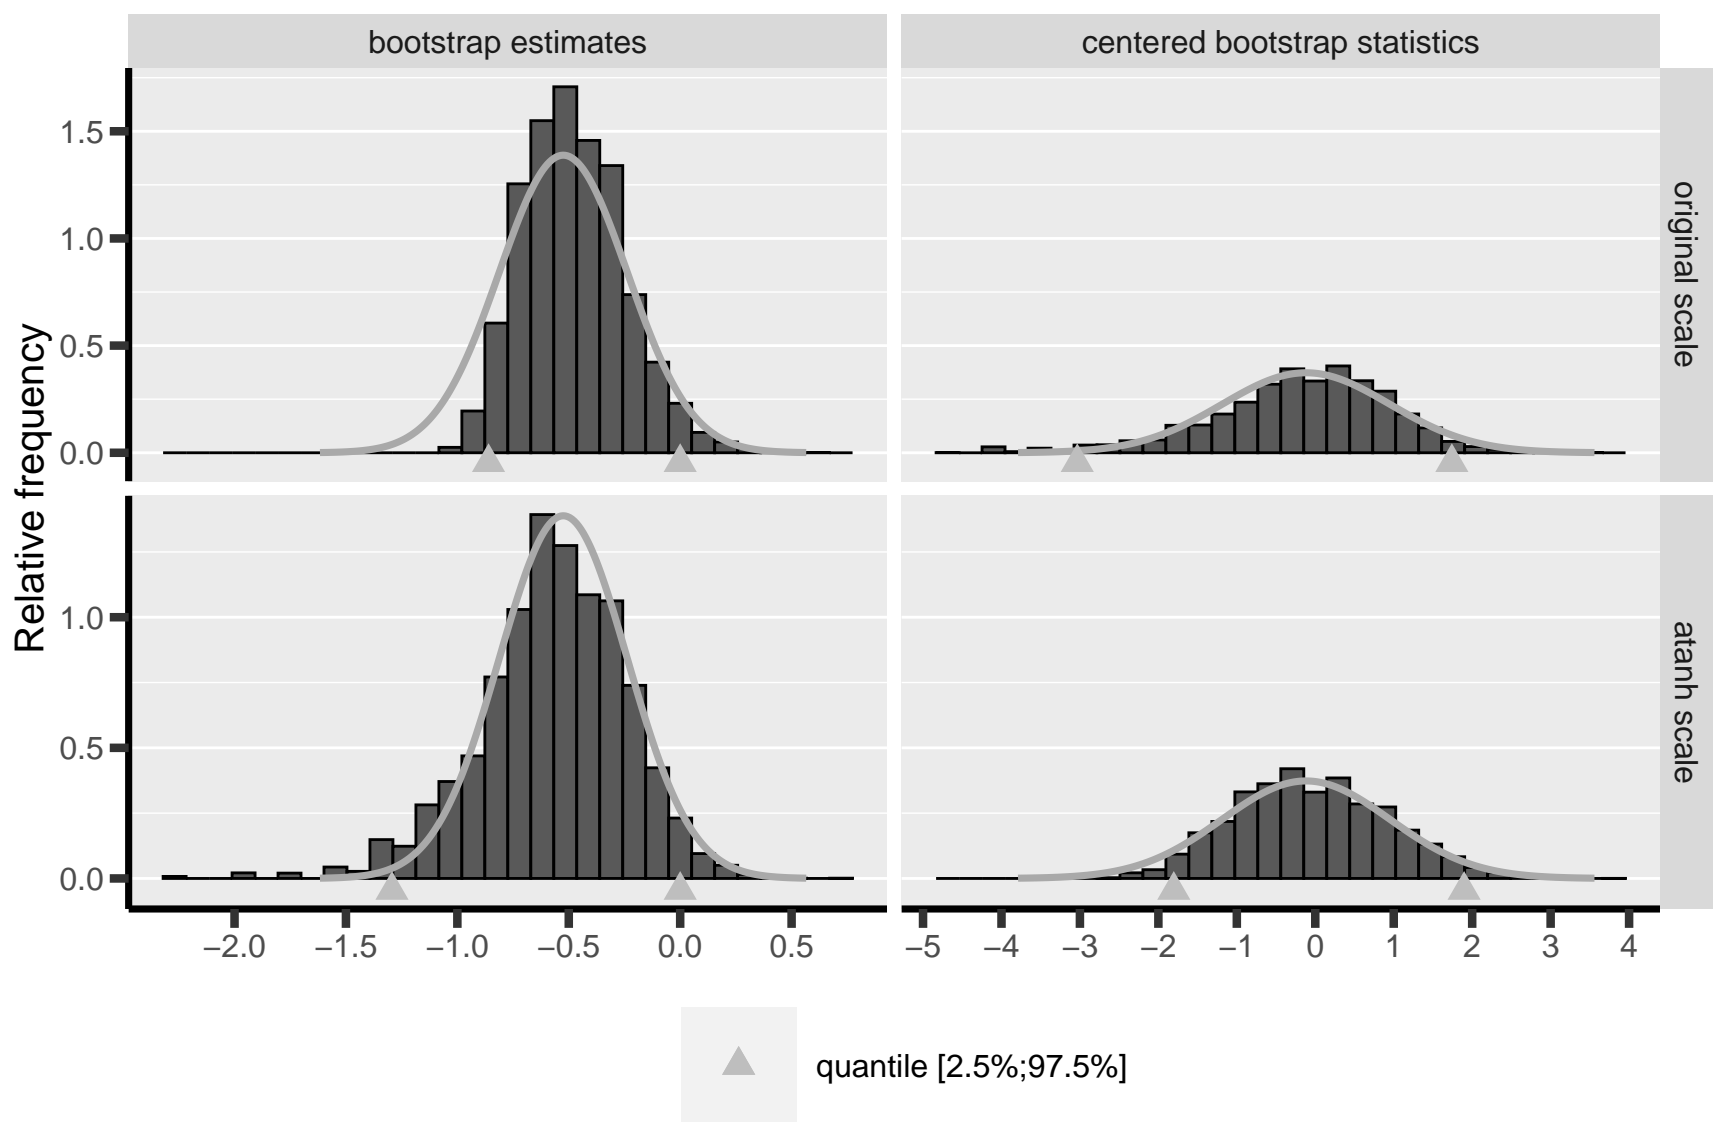 bootstrap estimates
centered bootstrap statistics
Relative frequency
1.5
1.0
0.5
0.0
original scale
1.0
0.5
0.0
atanh scale
−2.0 −1.5 −1.0 −0.5 0.0 0.5
−5 −4 −3 −2 −1 0 1 2 3 4
quantile [2.5%;97.5%]